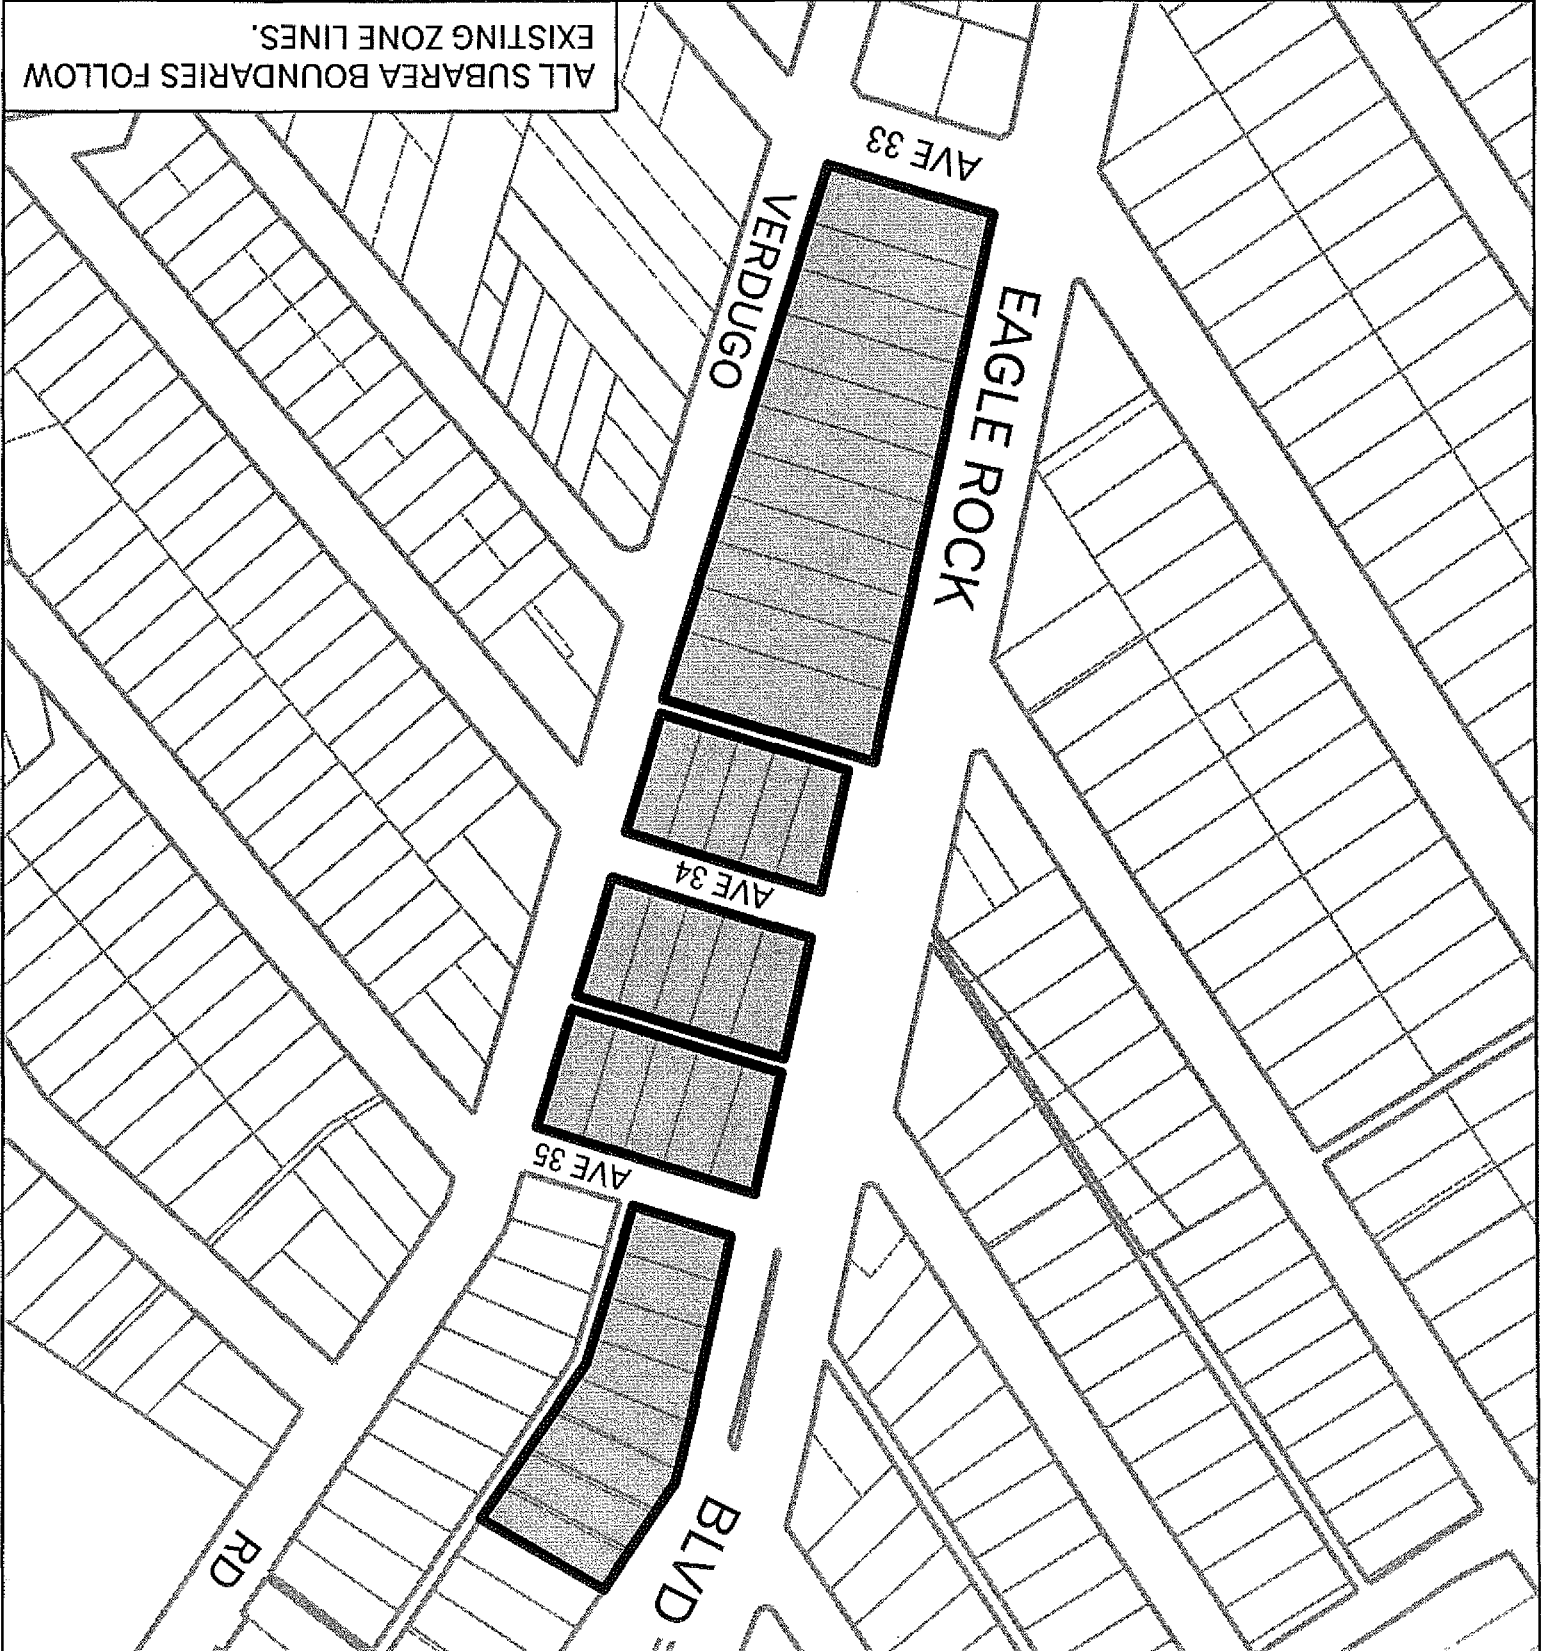 ALL SUBAREA BOUNDARIES FOLLOW
EXISTING ZONE LINES.
AVE 33
VERDUGO
EAGLE ROCK
AVE 34
AVE 35
BLVD
RD